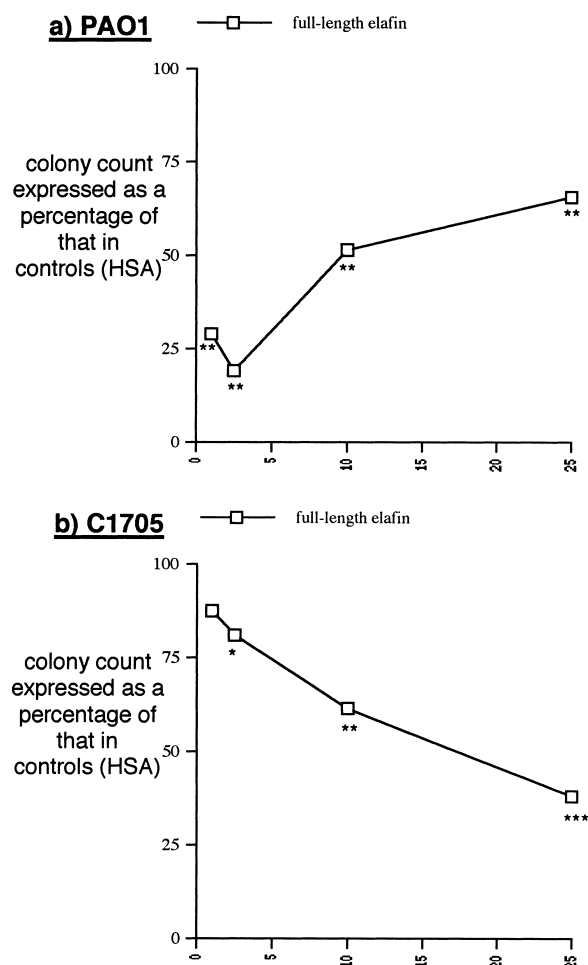 a) PAO1
full-length elafin
100
75
50
25
0
colony count
expressed as a
percentage of
that in
controls (HSA)
**
**
**
**
0 5 10 15 20 25
b) C1705
full-length elafin
100
75
50
25
0
colony count
expressed as a
percentage of
that in
controls (HSA)
*
**
***
0 5 10 15 20 25